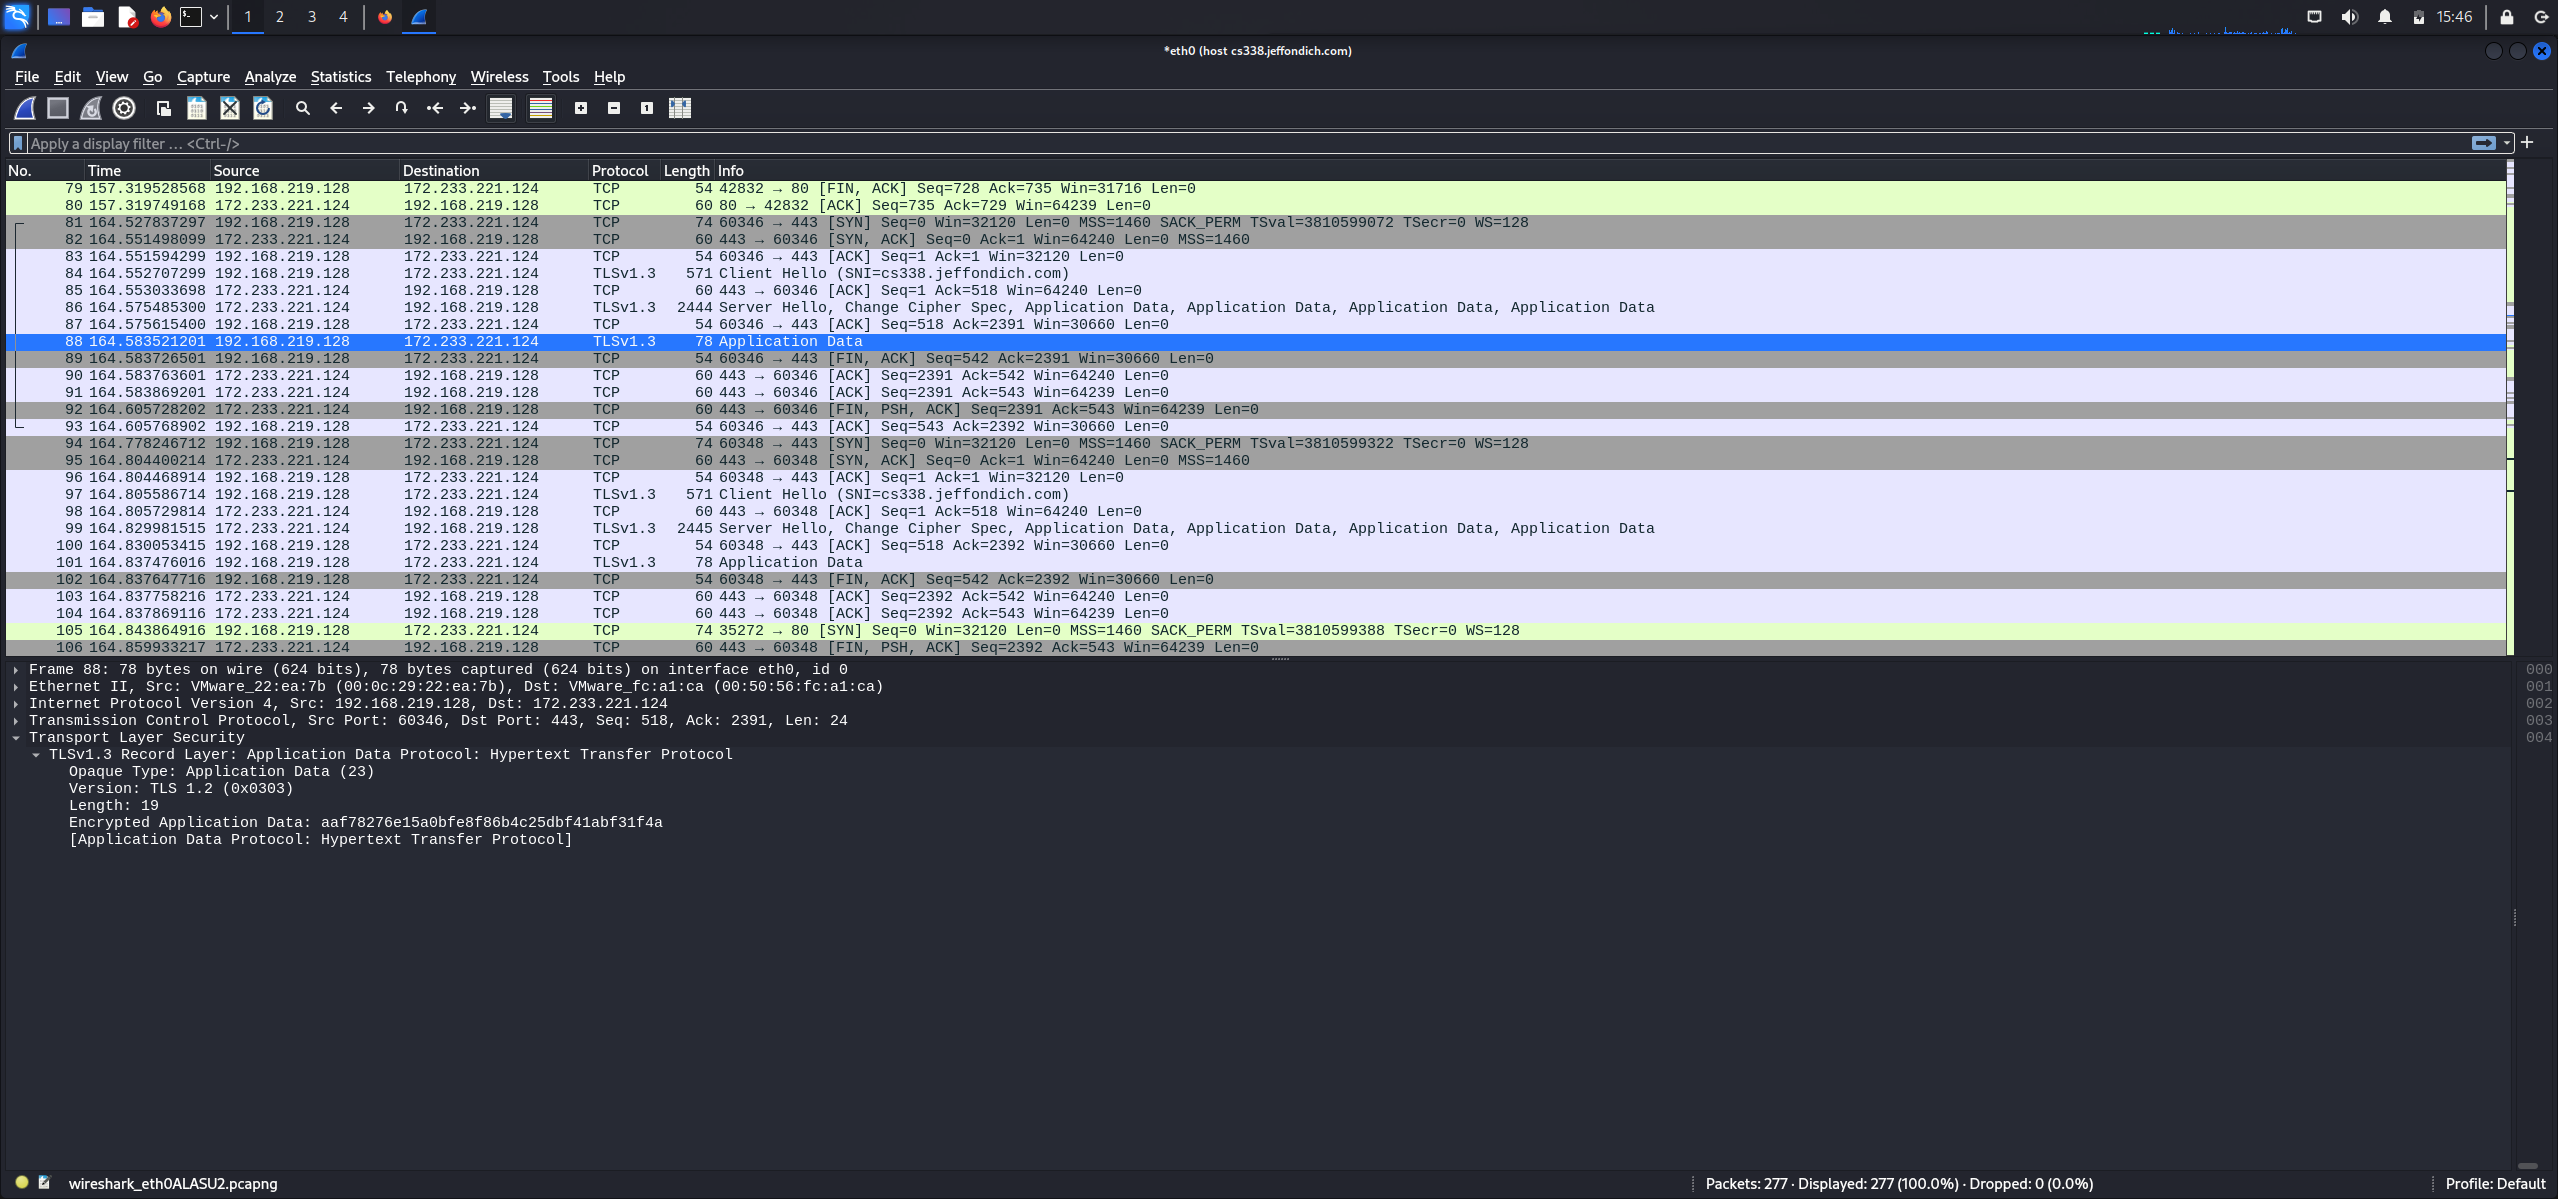 1 2 3 4 15:46
*eth0 (host cs338.jeffondich.com)
File Edit View Go Capture Analyze Statistics Telephony Wireless Tools Help
Apply a display filter … <Ctrl-/>
No. Time Source Destination Protocol Length Info
79 157.319528568 192.168.219.128 172.233.221.124 TCP 54 42832 → 80 [FIN, ACK] Seq=728 Ack=735 Win=31716 Len=0
80 157.319749168 172.233.221.124 192.168.219.128 TCP 60 80 → 42832 [ACK] Seq=735 Ack=729 Win=64239 Len=0
81 164.527837297 192.168.219.128 172.233.221.124 TCP 74 60346 → 443 [SYN] Seq=0 Win=32120 Len=0 MSS=1460 SACK_PERM TSval=3810599072 TSecr=0 WS=128
82 164.551498099 172.233.221.124 192.168.219.128 TCP 60 443 → 60346 [SYN, ACK] Seq=0 Ack=1 Win=64240 Len=0 MSS=1460
83 164.551594299 192.168.219.128 172.233.221.124 TCP 54 60346 → 443 [ACK] Seq=1 Ack=1 Win=32120 Len=0
84 164.552707299 192.168.219.128 172.233.221.124 TLSv1.3 571 Client Hello (SNI=cs338.jeffondich.com)
85 164.553033698 172.233.221.124 192.168.219.128 TCP 60 443 → 60346 [ACK] Seq=1 Ack=518 Win=64240 Len=0
86 164.575485300 172.233.221.124 192.168.219.128 TLSv1.3 2444 Server Hello, Change Cipher Spec, Application Data, Application Data, Application Data, Application Data
87 164.575615400 192.168.219.128 172.233.221.124 TCP 54 60346 → 443 [ACK] Seq=518 Ack=2391 Win=30660 Len=0
88 164.583521201 192.168.219.128 172.233.221.124 TLSv1.3 78 Application Data
89 164.583726501 192.168.219.128 172.233.221.124 TCP 54 60346 → 443 [FIN, ACK] Seq=542 Ack=2391 Win=30660 Len=0
90 164.583763601 172.233.221.124 192.168.219.128 TCP 60 443 → 60346 [ACK] Seq=2391 Ack=542 Win=64240 Len=0
91 164.583869201 172.233.221.124 192.168.219.128 TCP 60 443 → 60346 [ACK] Seq=2391 Ack=543 Win=64239 Len=0
92 164.605728202 172.233.221.124 192.168.219.128 TCP 60 443 → 60346 [FIN, PSH, ACK] Seq=2391 Ack=543 Win=64239 Len=0
93 164.605768902 192.168.219.128 172.233.221.124 TCP 54 60346 → 443 [ACK] Seq=543 Ack=2392 Win=30660 Len=0
94 164.778246712 192.168.219.128 172.233.221.124 TCP 74 60348 → 443 [SYN] Seq=0 Win=32120 Len=0 MSS=1460 SACK_PERM TSval=3810599322 TSecr=0 WS=128
95 164.804400214 172.233.221.124 192.168.219.128 TCP 60 443 → 60348 [SYN, ACK] Seq=0 Ack=1 Win=64240 Len=0 MSS=1460
96 164.804468914 192.168.219.128 172.233.221.124 TCP 54 60348 → 443 [ACK] Seq=1 Ack=1 Win=32120 Len=0
97 164.805586714 192.168.219.128 172.233.221.124 TLSv1.3 571 Client Hello (SNI=cs338.jeffondich.com)
98 164.805729814 172.233.221.124 192.168.219.128 TCP 60 443 → 60348 [ACK] Seq=1 Ack=518 Win=64240 Len=0
99 164.829981515 172.233.221.124 192.168.219.128 TLSv1.3 2445 Server Hello, Change Cipher Spec, Application Data, Application Data, Application Data, Application Data
100 164.830053415 192.168.219.128 172.233.221.124 TCP 54 60348 → 443 [ACK] Seq=518 Ack=2392 Win=30660 Len=0
101 164.837476016 192.168.219.128 172.233.221.124 TLSv1.3 78 Application Data
102 164.837647716 192.168.219.128 172.233.221.124 TCP 54 60348 → 443 [FIN, ACK] Seq=542 Ack=2392 Win=30660 Len=0
103 164.837758216 172.233.221.124 192.168.219.128 TCP 60 443 → 60348 [ACK] Seq=2392 Ack=542 Win=64240 Len=0
104 164.837869116 172.233.221.124 192.168.219.128 TCP 60 443 → 60348 [ACK] Seq=2392 Ack=543 Win=64239 Len=0
105 164.843864916 192.168.219.128 172.233.221.124 TCP 74 35272 → 80 [SYN] Seq=0 Win=32120 Len=0 MSS=1460 SACK_PERM TSval=3810599388 TSecr=0 WS=128
106 164.859933217 172.233.221.124 192.168.219.128 TCP 60 443 → 60348 [FIN, PSH, ACK] Seq=2392 Ack=543 Win=64239 Len=0
Frame 88: 78 bytes on wire (624 bits), 78 bytes captured (624 bits) on interface eth0, id 0 000
Ethernet II, Src: VMware_22:ea:7b (00:0c:29:22:ea:7b), Dst: VMware_fc:a1:ca (00:50:56:fc:a1:ca) 001
Internet Protocol Version 4, Src: 192.168.219.128, Dst: 172.233.221.124 002
Transmission Control Protocol, Src Port: 60346, Dst Port: 443, Seq: 518, Ack: 2391, Len: 24 003
Transport Layer Security 004
TLSv1.3 Record Layer: Application Data Protocol: Hypertext Transfer Protocol
Opaque Type: Application Data (23)
Version: TLS 1.2 (0x0303)
Length: 19
Encrypted Application Data: aaf78276e15a0bfe8f86b4c25dbf41abf31f4a
[Application Data Protocol: Hypertext Transfer Protocol]
wireshark_eth0ALASU2.pcapng Packets: 277 · Displayed: 277 (100.0%) · Dropped: 0 (0.0%) Profile: Default